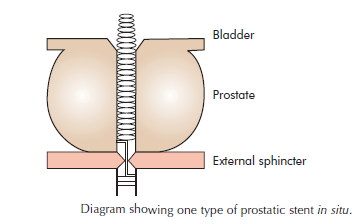 Bladder
Prostate
External sphincter
Diagram showing one type of prostatic stent in situ.